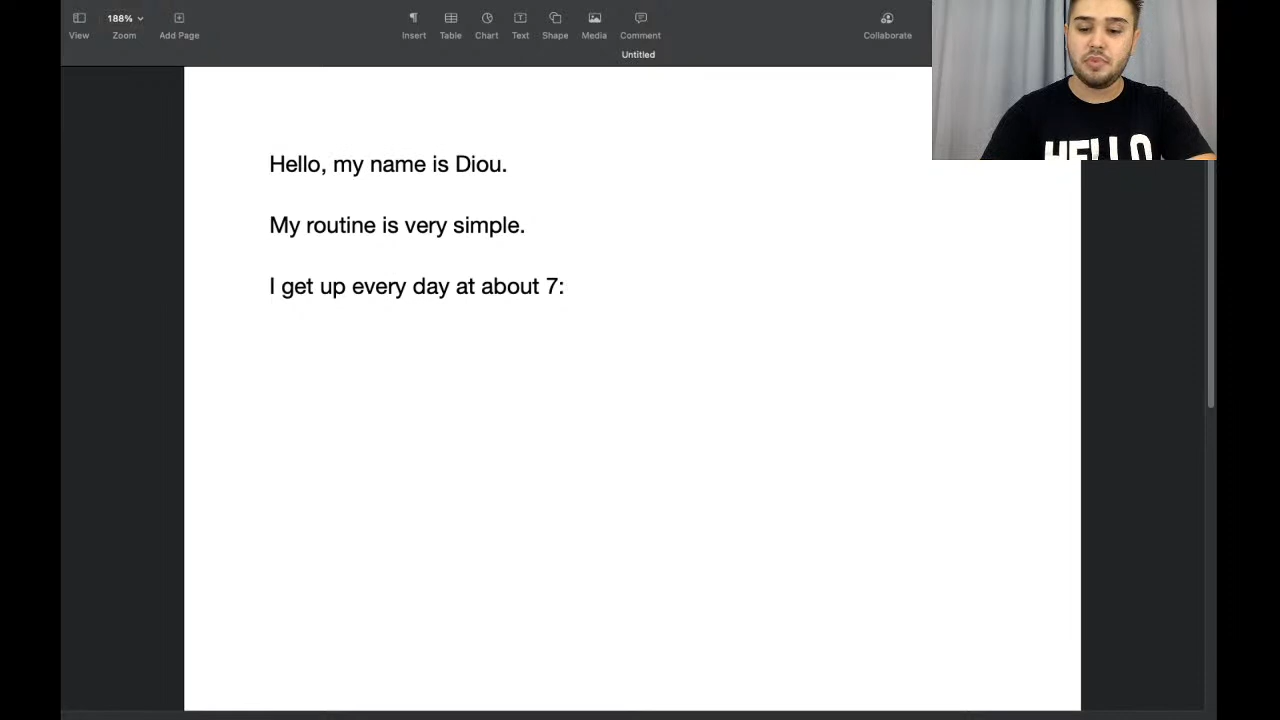 188%
View
Zoom
Add Page
Insert
Table
Chart
Text
Shape
Media
Comment
Collaborate
Untitled
HELLO
Hello, my name is Diou.
My routine is very simple.
I get up every day at about 7: